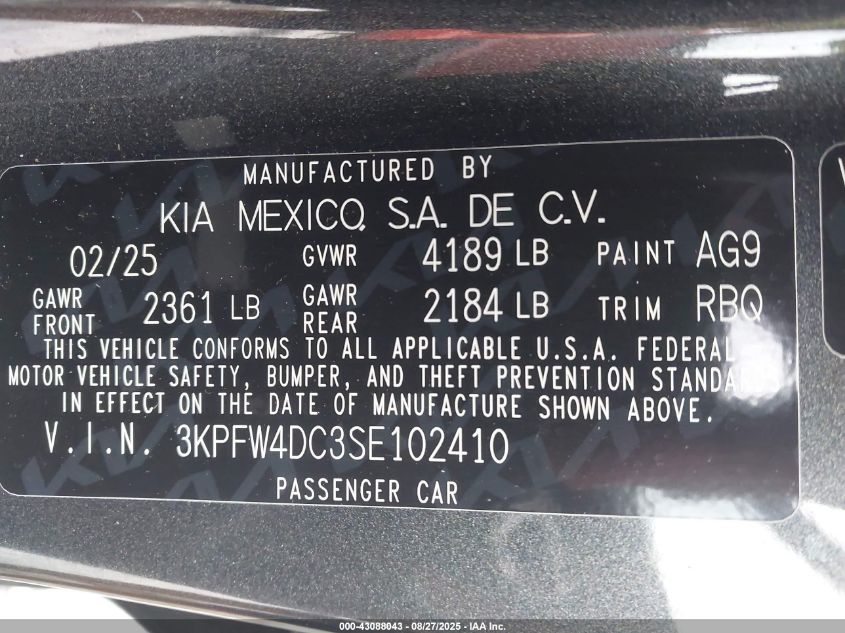 MANUFACTURED BY
KIA MEXICO, S.A. DE C.V.
02/25 GVWR 4189 LB PAINT AG9
GAWR FRONT 2361 LB GAWR REAR 2184 LB TRIM RBQ
THIS VEHICLE CONFORMS TO ALL APPLICABLE U.S.A. FEDERAL
MOTOR VEHICLE SAFETY, BUMPER, AND THEFT PREVENTION STANDARDS
IN EFFECT ON THE DATE OF MANUFACTURE SHOWN ABOVE.
V.I.N. 3KPFW4DC3SE102410
PASSENGER CAR
000-43088043 - 08/27/2025 - IAA Inc.